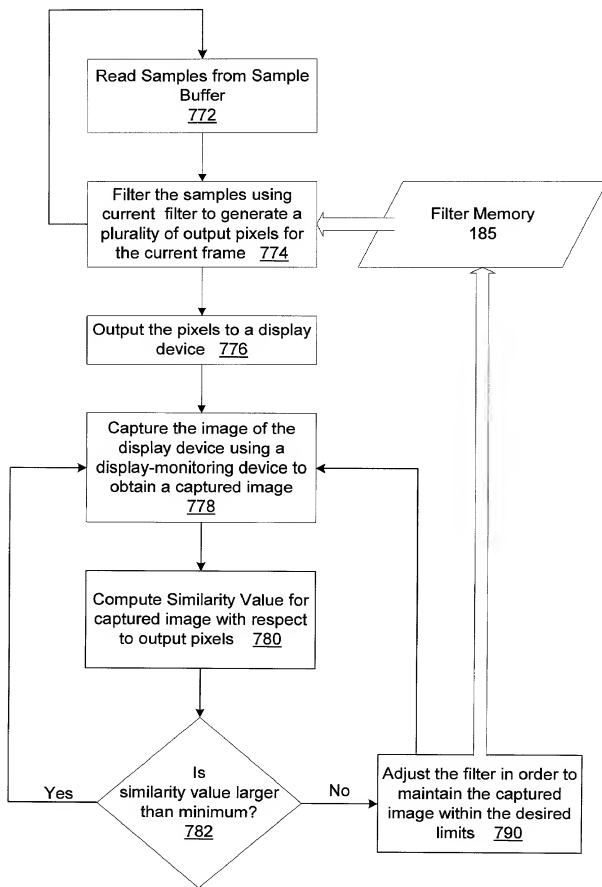 Read Samples from Sample
Buffer
772
Filter the samples using
current filter to generate a
plurality of output pixels for
the current frame 774
Filter Memory
185
Output the pixels to a display
device 776
Capture the image of the
display device using a
display-monitoring device to
obtain a captured image
778
Compute Similarity Value for
captured image with respect
to output pixels 780
Is
similarity value larger
than minimum?
782
Yes
No
Adjust the filter in order to
maintain the captured
image within the desired
limits 790